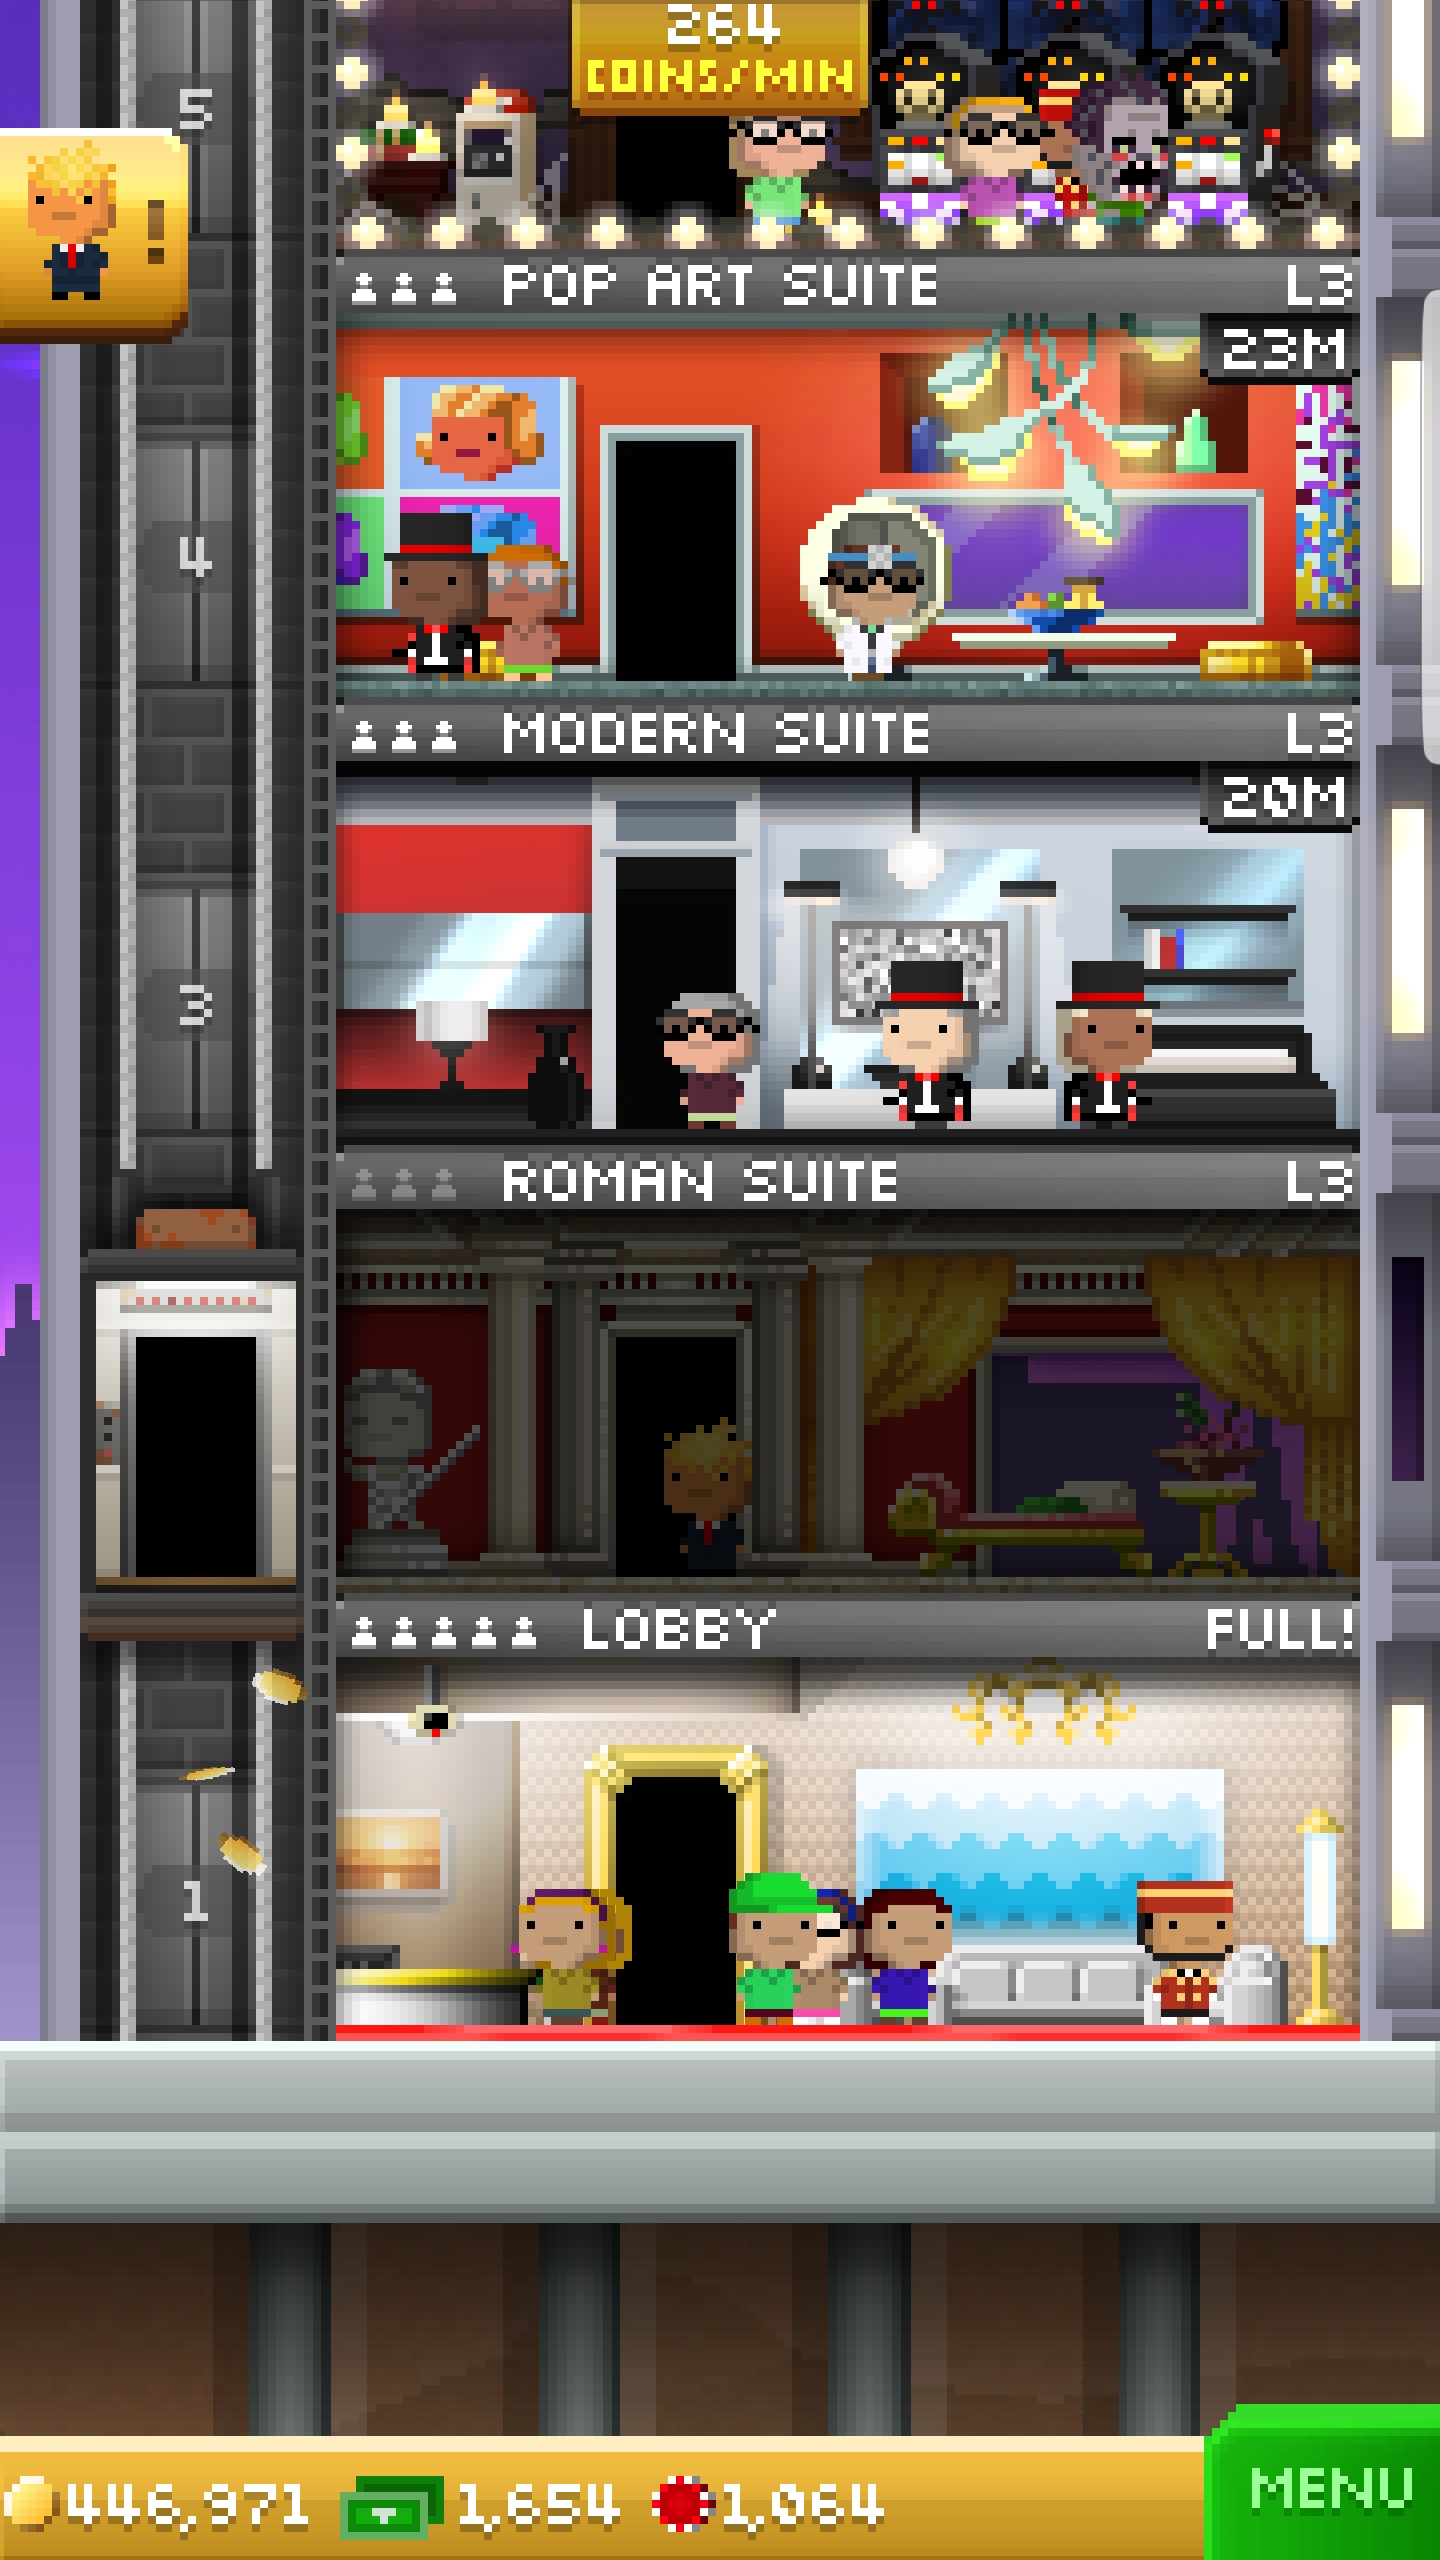 264
COINS/MIN
5
!
POP ART SUITE L3
23M
4
MODERN SUITE L3
20M
3
ROMAN SUITE L3
LOBBY FULL!
1
446,971 1,654 1,064
MENU